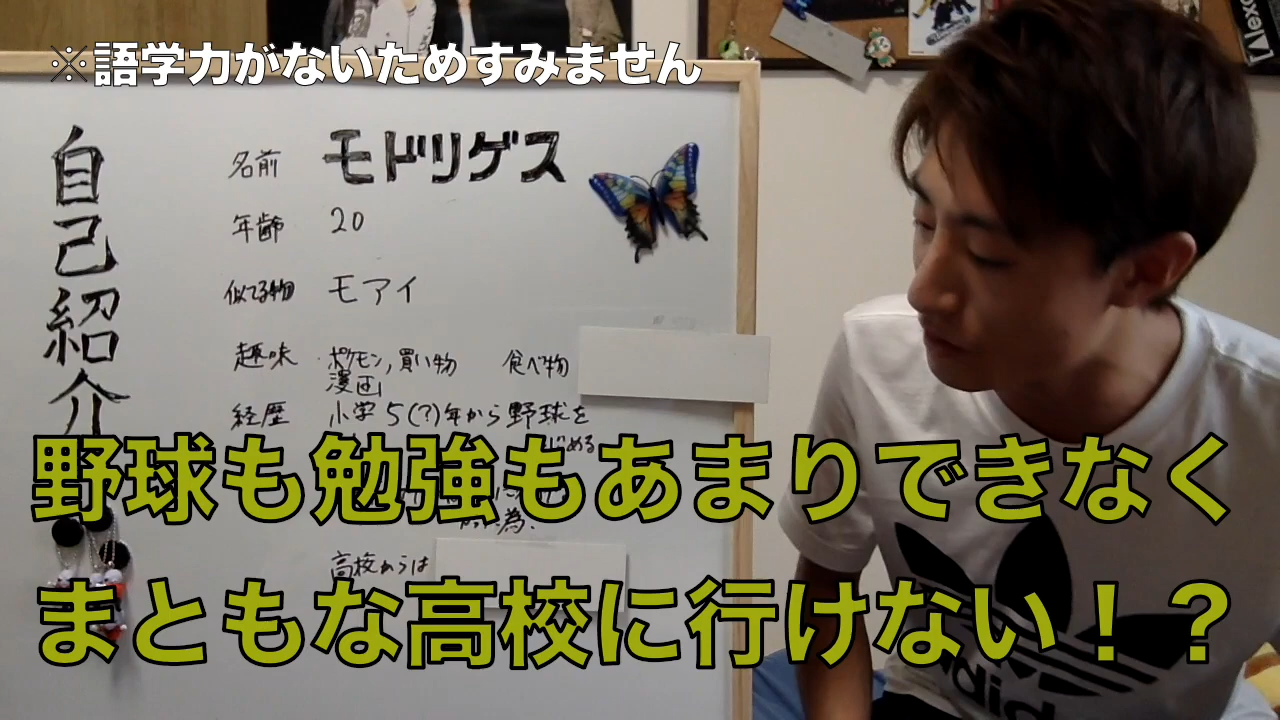 ※語学力がないためすみません
自己紹介
名前 モドリゲス
年齢 20
似てる物 モアイ
趣味 ・ポケモン,買い物 食べ物
漫画
経歴 小学5(?)年から野球を
じめる
為、
高校からは
野球も勉強もあまりできなく
まともな高校に行けない！？